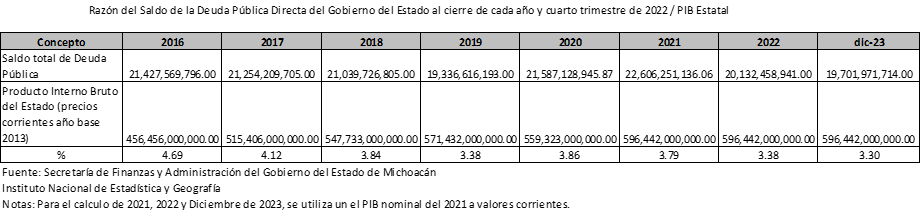 Razón del Saldo de la Deuda Pública Directa del Gobierno del Estado al cierre de cada año y cuarto trimestre de 2022 / PIB Estatal
Concepto 2016 2017 2018 2019 2020 2021 2022 dic-23
Saldo total de Deuda
Pública 21,427,569,796.00 21,254,209,705.00 21,039,726,805.00 19,336,616,193.00 21,587,128,945.87 22,606,251,136.06 20,132,458,941.00 19,701,971,714.00
Producto Interno Bruto
del Estado (precios
corrientes año base
2013) 456,456,000,000.00 515,406,000,000.00 547,733,000,000.00 571,432,000,000.00 559,323,000,000.00 596,442,000,000.00 596,442,000,000.00 596,442,000,000.00
% 4.69 4.12 3.84 3.38 3.86 3.79 3.38 3.30
Fuente: Secretaría de Finanzas y Administración del Gobierno del Estado de Michoacán
Instituto Nacional de Estadística y Geografía
Notas: Para el calculo de 2021, 2022 y Diciembre de 2023, se utiliza un el PIB nominal del 2021 a valores corrientes.